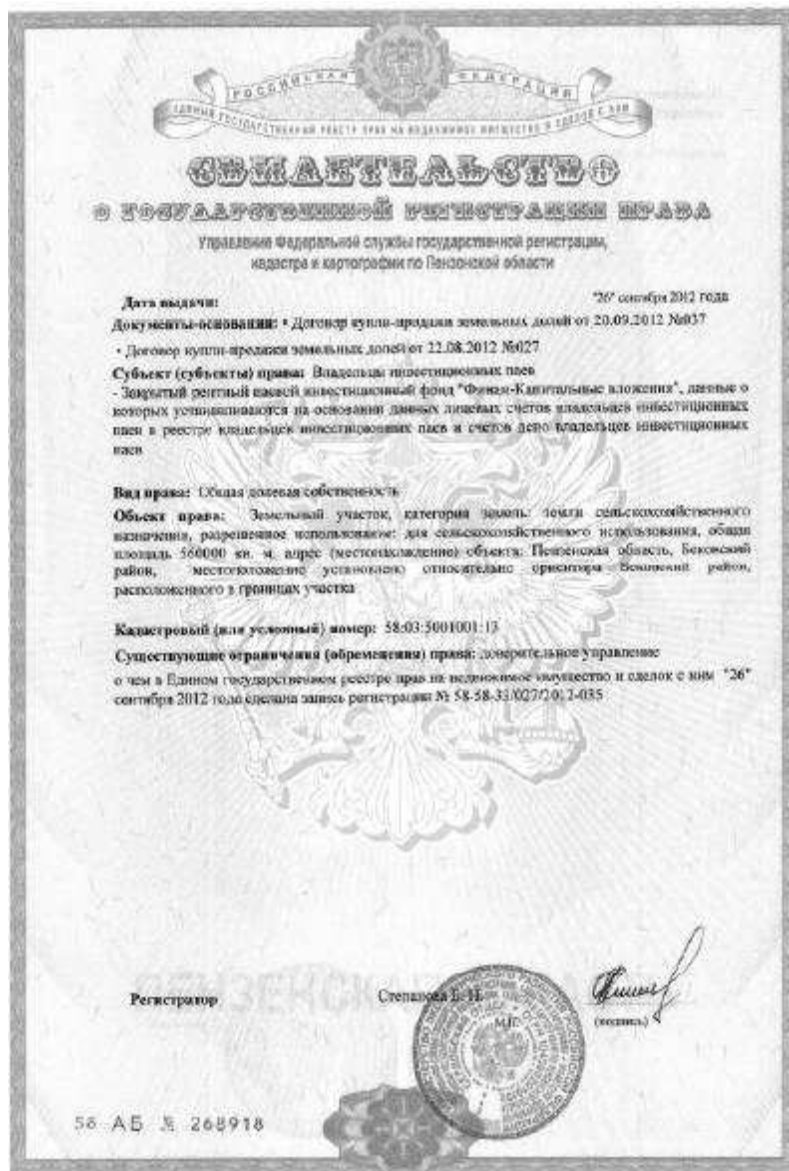 РОССИЙСКАЯ ФЕДЕРАЦИЯ
ЕДИНЫЙ ГОСУДАРСТВЕННЫЙ РЕЕСТР ПРАВ НА НЕДВИЖИМОЕ ИМУЩЕСТВО И СДЕЛОК С НИМ
СВИДЕТЕЛЬСТВО
О ГОСУДАРСТВЕННОЙ РЕГИСТРАЦИИ ПРАВА
Управление Федеральной службы государственной регистрации,
кадастра и картографии по Пензенской области
Дата выдачи: "26" сентября 2012 года
Документы-основания: • Договор купли-продажи земельных долей от 20.09.2012 №037
• Договор купли-продажи земельных долей от 22.08.2012 №027
Субъект (субъекты) права: Владельцы инвестиционных паев
- Закрытый рентный паевой инвестиционный фонд "Финам-Капитальные вложения", данные о
которых устанавливаются на основании данных лицевых счетов владельцев инвестиционных
паев в реестре владельцев инвестиционных паев и счетов депо владельцев инвестиционных
паев
Вид права: Общая долевая собственность
Объект права: Земельный участок, категория земель: земли сельскохозяйственного
назначения, разрешенное использование: для сельскохозяйственного использования, общая
площадь 560000 кв. м, адрес (местонахождение) объекта: Пензенская область, Бековский
район, местоположение установлено относительно ориентира Бековский район,
расположенного в границах участка
Кадастровый (или условный) номер: 58:03:5001001:13
Существующие ограничения (обременения) права: доверительное управление
о чем в Едином государственном реестре прав на недвижимое имущество и сделок с ним "26"
сентября 2012 года сделана запись регистрации № 58-58-33/027/2012-035
Регистратор Степанова Е. Н.
М.П.
(подпись)
58 АБ № 268918